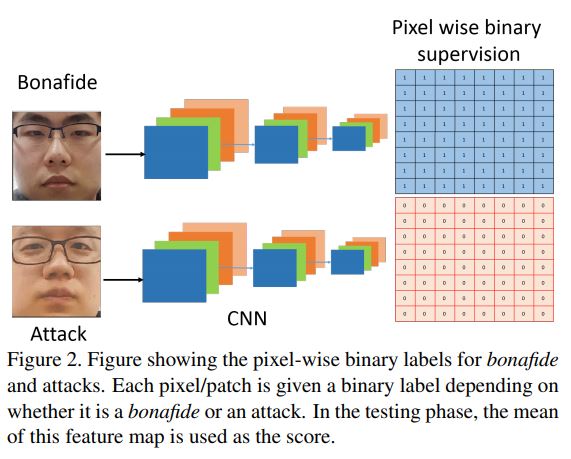 Pixel wise binary
supervision
Bonafide
1 1 1 1 1 1 1 1
1 1 1 1 1 1 1 1
1 1 1 1 1 1 1 1
1 1 1 1 1 1 1 1
1 1 1 1 1 1 1 1
1 1 1 1 1 1 1 1
1 1 1 1 1 1 1 1
1 1 1 1 1 1 1 1
0 0 0 0 0 0 0 0
0 0 0 0 0 0 0 0
0 0 0 0 0 0 0 0
0 0 0 0 0 0 0 0
0 0 0 0 0 0 0 0
0 0 0 0 0 0 0 0
0 0 0 0 0 0 0 0
0 0 0 0 0 0 0 0
Attack
CNN
Figure 2. Figure showing the pixel-wise binary labels for bonafide
and attacks. Each pixel/patch is given a binary label depending on
whether it is a bonafide or an attack. In the testing phase, the mean
of this feature map is used as the score.